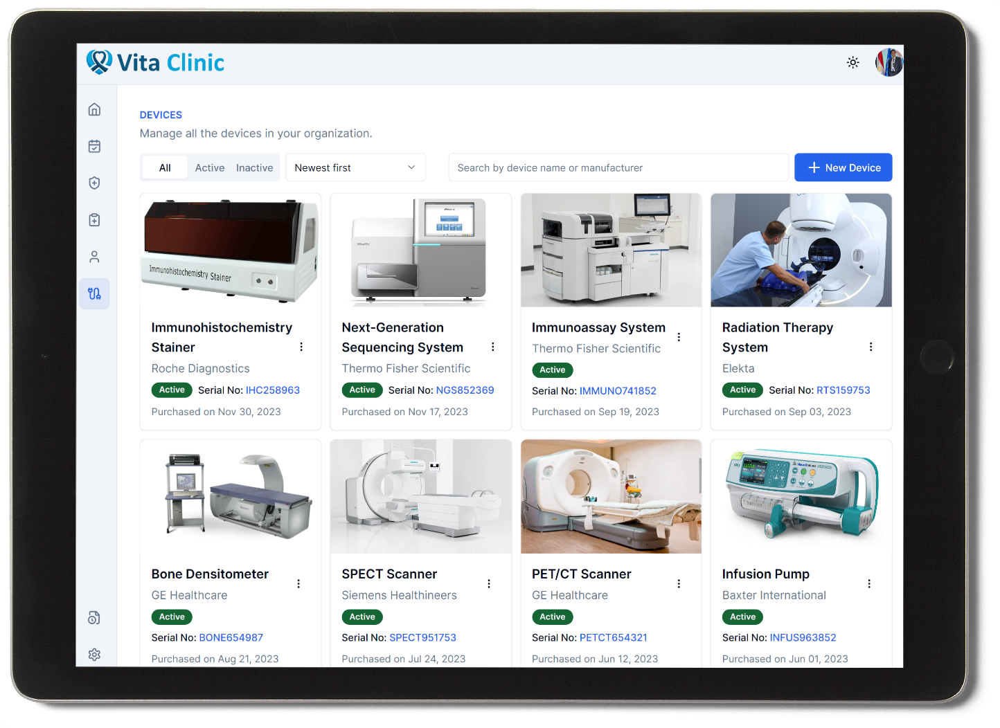 Vita Clinic
DEVICES
Manage all the devices in your organization.
All Active Inactive Newest first Search by device name or manufacturer + New Device
Immunohistochemistry Stainer
Welcome
Immunohistochemistry
Stainer
Roche Diagnostics
Active Serial No: IHC258963
Purchased on Nov 30, 2023
Next-Generation
Sequencing System
Thermo Fisher Scientific
Active Serial No: NGS852369
Purchased on Nov 17, 2023
Immunoassay System
Thermo Fisher Scientific
Active
Serial No: IMMUNO741852
Purchased on Sep 19, 2023
Radiation Therapy
System
Elekta
Active Serial No: RTS159753
Purchased on Sep 03, 2023
Bone Densitometer
GE Healthcare
Active
Serial No: BONE654987
Purchased on Aug 21, 2023
SPECT Scanner
Siemens Healthineers
Active
Serial No: SPECT951753
Purchased on Jul 24, 2023
PET/CT Scanner
GE Healthcare
Active
Serial No: PETCT654321
Purchased on Jun 12, 2023
Infusion Pump
Baxter International
Active
Serial No: INFUS963852
Purchased on Jun 01, 2023